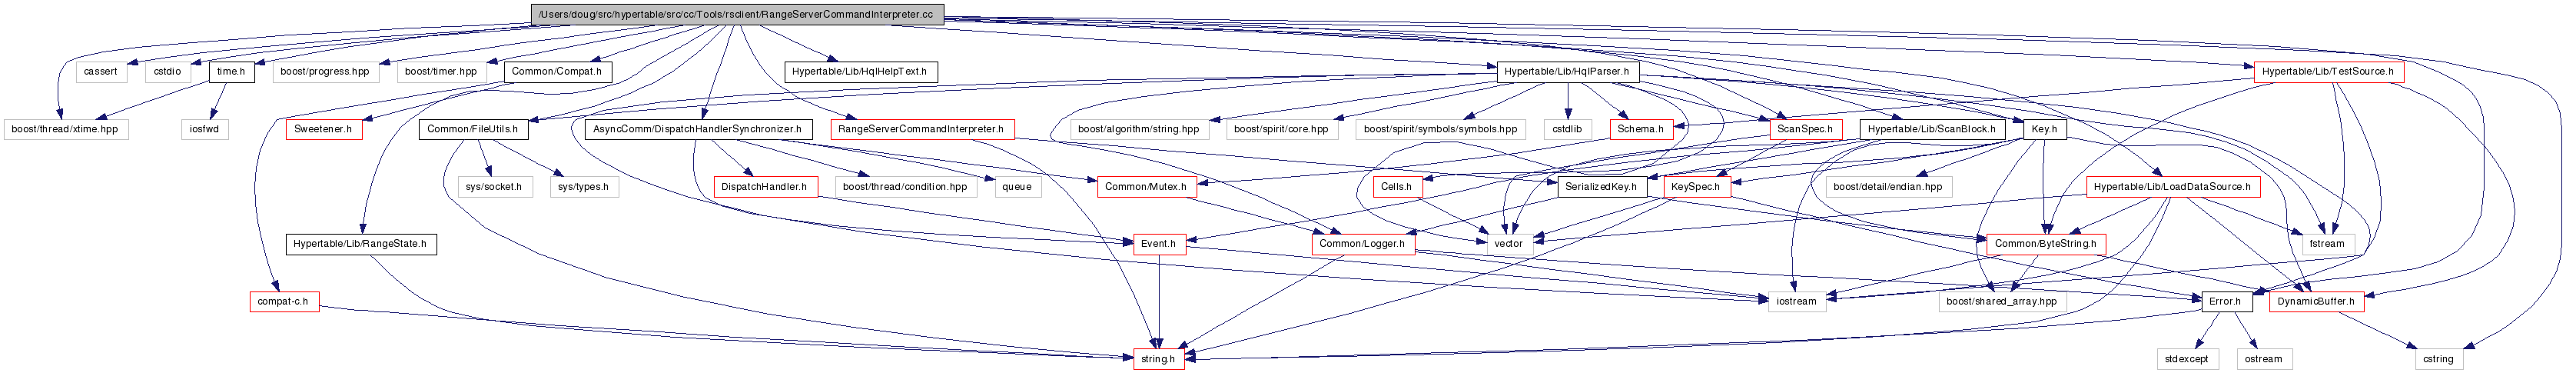 /Users/doug/src/hypertable/src/cc/Tools/rsclient/RangeServerCommandInterpreter.cc
cassert
cstdio
time.h
boost/progress.hpp
boost/timer.hpp
Common/Compat.h
Hypertable/Lib/HqlHelpText.h
Hypertable/Lib/HqlParser.h
Hypertable/Lib/TestSource.h
boost/thread/xtime.hpp
iosfwd
Sweetener.h
Common/FileUtils.h
AsyncComm/DispatchHandlerSynchronizer.h
RangeServerCommandInterpreter.h
boost/algorithm/string.hpp
boost/spirit/core.hpp
boost/spirit/symbols/symbols.hpp
cstdlib
Schema.h
ScanSpec.h
Hypertable/Lib/ScanBlock.h
Key.h
sys/socket.h
sys/types.h
DispatchHandler.h
boost/thread/condition.hpp
queue
Common/Mutex.h
Cells.h
SerializedKey.h
KeySpec.h
boost/detail/endian.hpp
Hypertable/Lib/LoadDataSource.h
Hypertable/Lib/RangeState.h
Event.h
Common/Logger.h
vector
Common/ByteString.h
fstream
compat-c.h
iostream
boost/shared_array.hpp
Error.h
DynamicBuffer.h
string.h
stdexcept
ostream
cstring